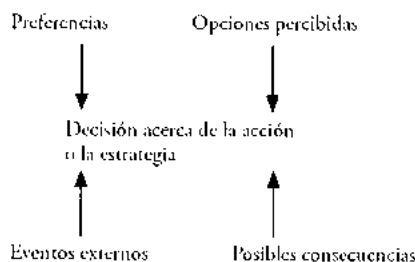 Preferencias
Opciones percibidas
Decisión acerca de la acción
o la estrategia
Eventos externos
Posibles consecuencias